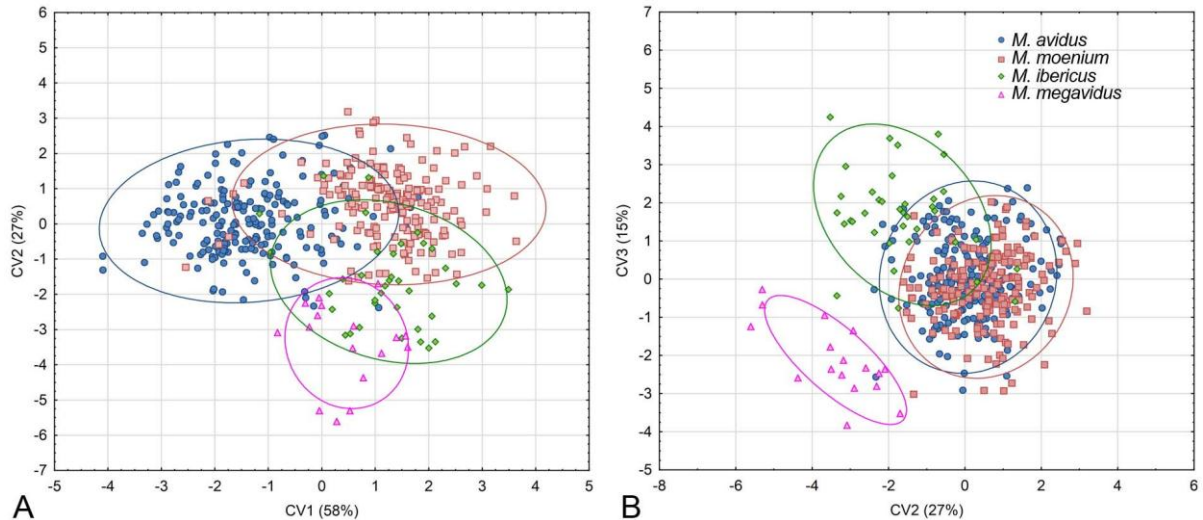 6
5
4
3
2
1
0
-1
-2
-3
-4
-5
-6
-7
CV2 (27%)
-5 -4 -3 -2 -1 0 1 2 3 4 5
CV1 (58%)
A
7
6
5
4
3
2
1
0
-1
-2
-3
-4
-5
CV3 (15%)
-8 -6 -4 -2 0 2 4 6
CV2 (27%)
B
M. avidus
M. moenium
M. ibericus
M. megavidus